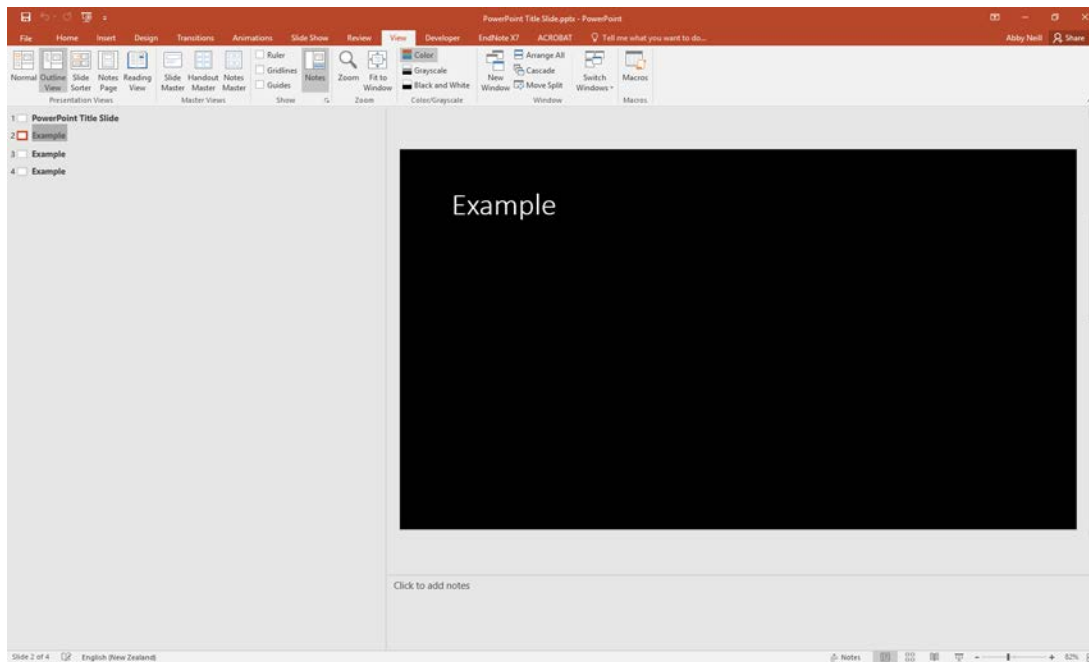 PowerPoint Title Slide.pptx - PowerPoint
File Home Insert Design Transitions Animations Slide Show Review View Developer EndNote X7 ACROBAT Tell me what you want to do... Abby Neill Share
Normal Outline View Slide Sorter Notes Page Reading View
Presentation Views
Slide Master Handout Master Notes Master
Master Views
Ruler
Gridlines
Guides
Notes
Show
Zoom Fit to Window
Zoom
Color
Grayscale
Black and White
Color/Grayscale
New Window
Arrange All
Cascade
Move Split
Switch Windows
Window
Macros
Macros
1 PowerPoint Title Slide
2 Example
3 Example
4 Example
Example
Click to add notes
Slide 2 of 4 English (New Zealand) Notes 82%